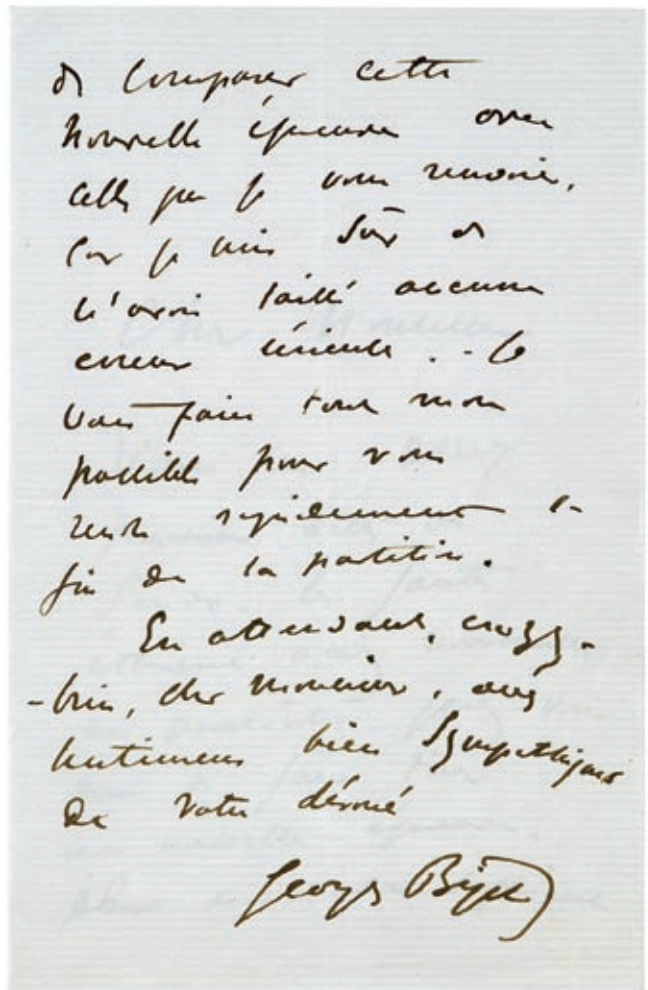 de comparer cette
nouvelle épreuve avec
celle que je vous renvoie,
car je suis sûr de
n'avoir laissé aucune
erreur sérieuse... Je
vais faire tout mon
possible pour vous
rendre rapidement la
fin de la partition.
En attendant, croyez-
-bien, cher monsieur, aux
sentiments bien sympathiques
de votre dévoué
Georges Bizet